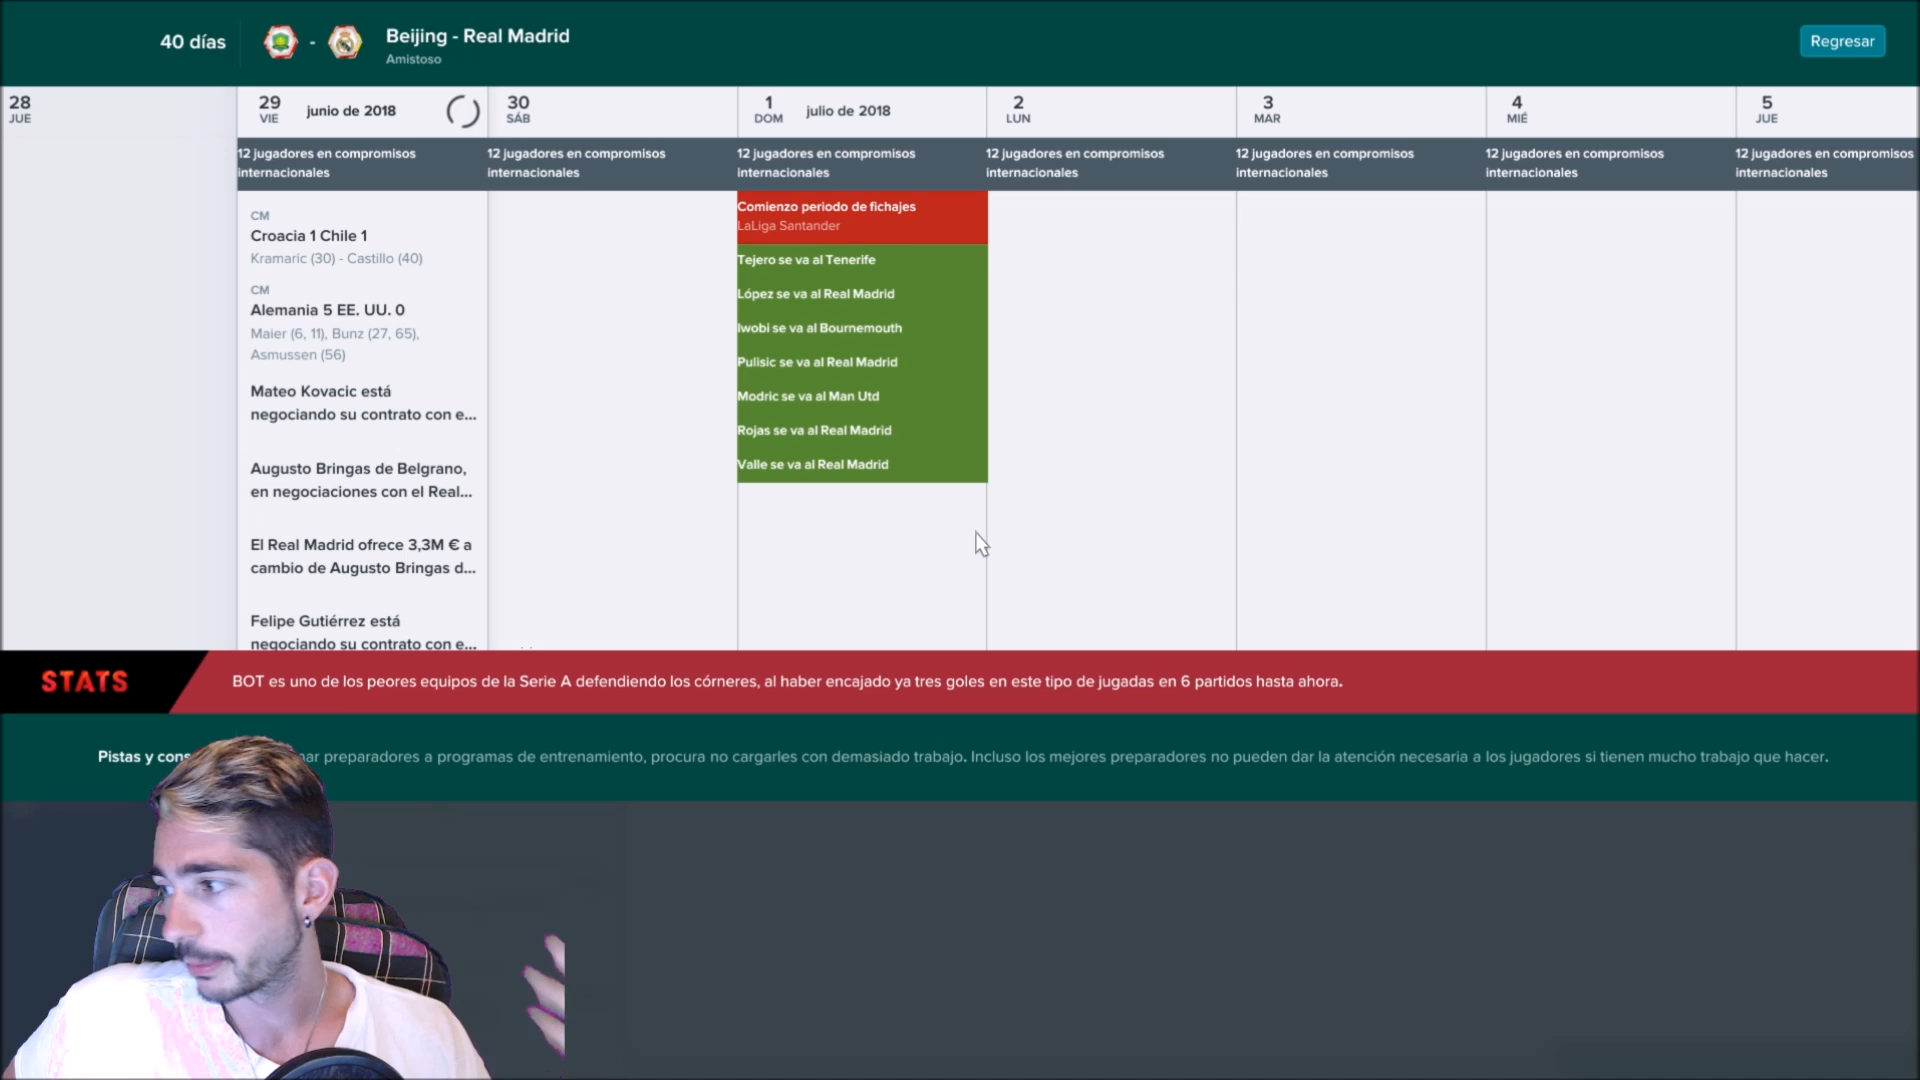 40 días
-
Beijing - Real Madrid
Amistoso
Regresar
28
JUE
29
VIE
junio de 2018
30
SÁB
1
DOM
julio de 2018
2
LUN
3
MAR
4
MIÉ
5
JUE
12 jugadores en compromisos
internacionales
12 jugadores en compromisos
internacionales
12 jugadores en compromisos
internacionales
12 jugadores en compromisos
internacionales
12 jugadores en compromisos
internacionales
12 jugadores en compromisos
internacionales
12 jugadores en compromisos
internacionales
CM
Croacia 1 Chile 1
Kramaric (30) - Castillo (40)
CM
Alemania 5 EE. UU. 0
Maier (6, 11), Bunz (27, 65),
Asmussen (56)
Mateo Kovacic está
negociando su contrato con e...
Augusto Bringas de Belgrano,
en negociaciones con el Real...
El Real Madrid ofrece 3,3M € a
cambio de Augusto Bringas d...
Felipe Gutiérrez está
negociando su contrato con e...
Comienzo periodo de fichajes
LaLiga Santander
Tejero se va al Tenerife
López se va al Real Madrid
Iwobi se va al Bournemouth
Pulisic se va al Real Madrid
Modric se va al Man Utd
Rojas se va al Real Madrid
Valle se va al Real Madrid
STATS
BOT es uno de los peores equipos de la Serie A defendiendo los córneres, al haber encajado ya tres goles en este tipo de jugadas en 6 partidos hasta ahora.
Pistas y preparadores a programas de entrenamiento, procura no cargarles con demasiado trabajo. Incluso los mejores preparadores no pueden dar la atención necesaria a los jugadores si tienen mucho trabajo que hacer.